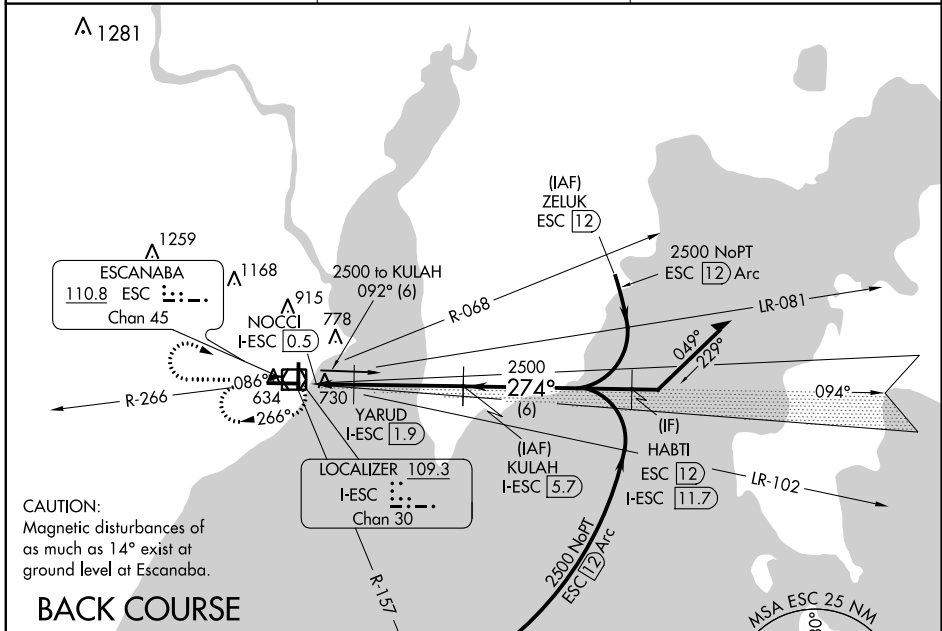 1281
(IAF)
ZELUK
ESC 12
1259
ESCANABA
110.8 ESC
Chan 45
1168
2500 to KULAH
092° (6)
2500 NoPT
ESC 12 Arc
R-068
LR-081
915
NOCCI
I-ESC 0.5
778
049°
229°
2500
086°
274°
094°
634
730
(6)
R-266
266°
YARUD
I-ESC 1.9
(IAF)
KULAH
I-ESC 5.7
(IF)
HABTI
ESC 12
I-ESC 11.7
LR-102
LOCALIZER 109.3
I-ESC
Chan 30
CAUTION:
Magnetic disturbances of
as much as 14° exist at
ground level at Escanaba.
R-157
2500 NoPT
ESC 12 Arc
BACK COURSE
MSA ESC 25 NM